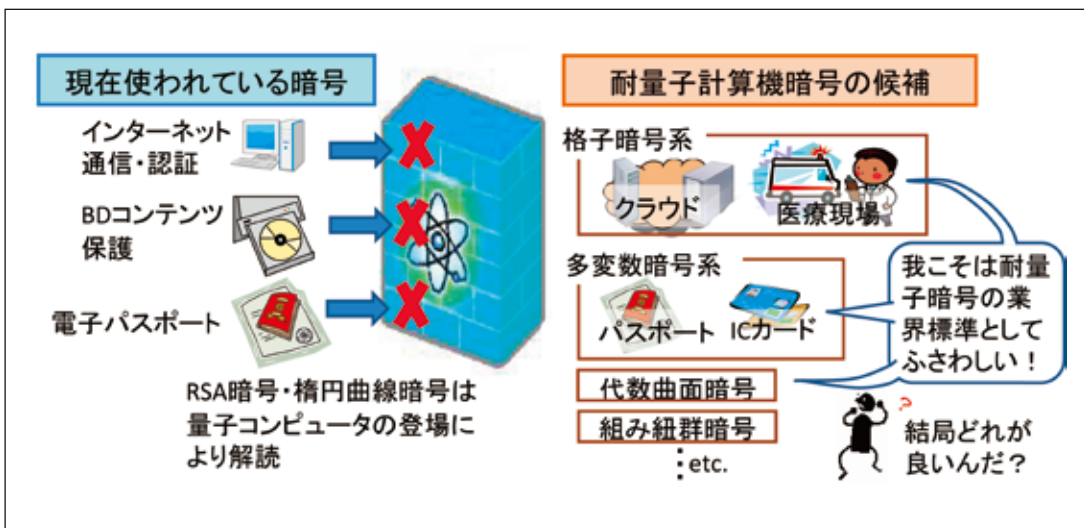 現在使われている暗号
インターネット
通信・認証
BDコンテンツ
保護
電子パスポート
RSA暗号・楕円曲線暗号は
量子コンピュータの登場に
より解読
耐量子計算機暗号の候補
格子暗号系
クラウド
医療現場
多変数暗号系
パスポート
ICカード
代数曲面暗号
組み紐群暗号
etc.
我こそは耐量
子暗号の業
界標準として
ふさわしい！
?
結局どれが
良いんだ？